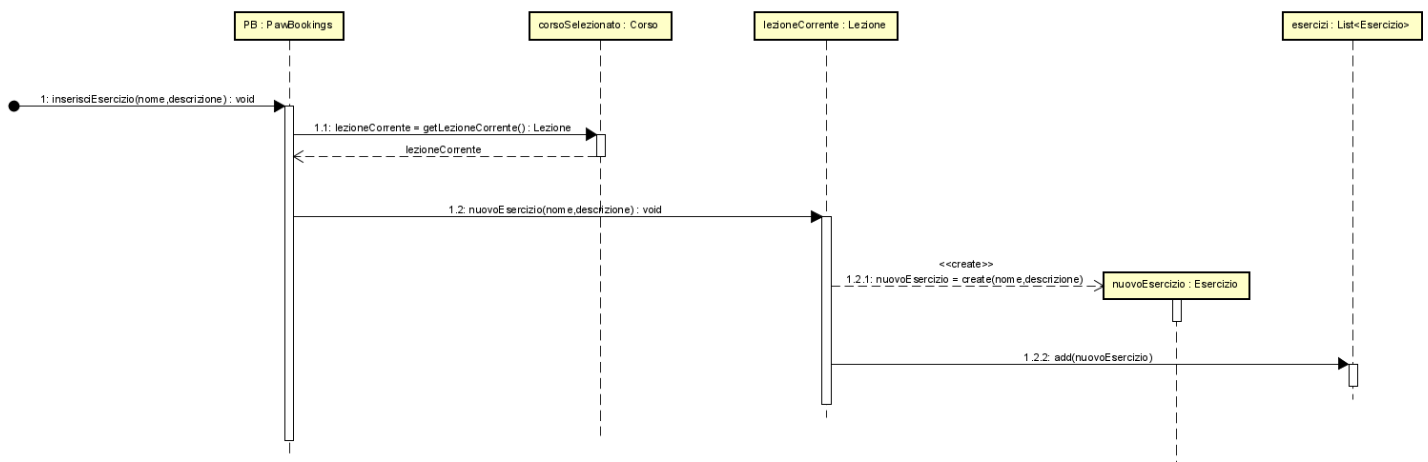 PB : PawBookings
corsoSelezionato : Corso
lezioneCorrente : Lezione
esercizi : List<Esercizio>
1: inserisciEsercizio(nome,descrizione) : void
1.1: lezioneCorrente = getLezioneCorrente() : Lezione
lezioneCorrente
1.2: nuovoEsercizio(nome,descrizione) : void
<<create>>
1.2.1: nuovoEsercizio = create(nome,descrizione)
nuovoEsercizio : Esercizio
1.2.2: add(nuovoEsercizio)